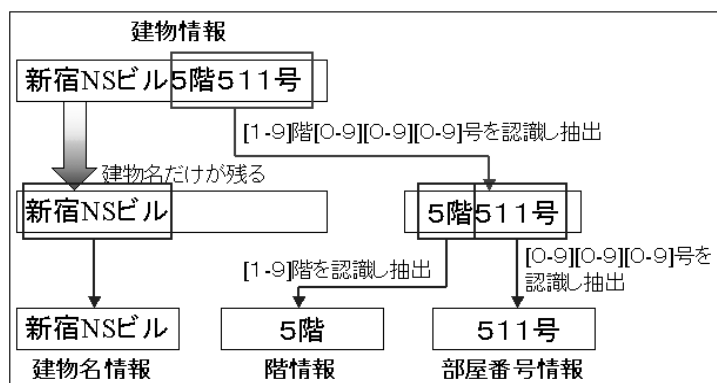 建物情報
新宿NSビル5階511号
[1-9]階[0-9][0-9][0-9]号を認識し抽出
建物名だけが残る
新宿NSビル
5階511号
[1-9]階を認識し抽出
[0-9][0-9][0-9]号を
認識し抽出
新宿NSビル
5階
511号
建物名情報
階情報
部屋番号情報